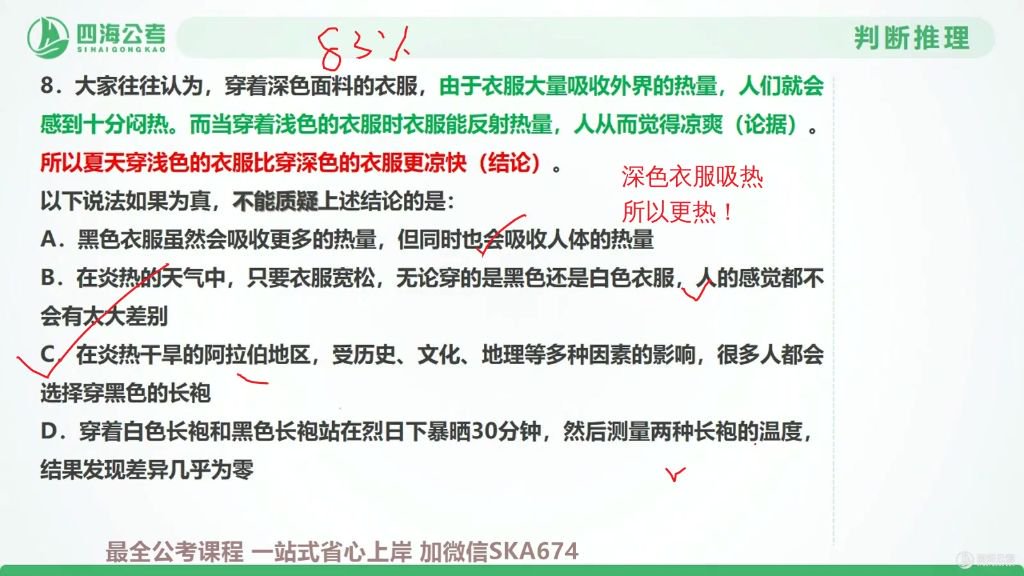 四海公考
SIHAIGONGKAO
83%
判断推理
8. 大家往往认为，穿着深色面料的衣服，由于衣服大量吸收外界的热量，人们就会
感到十分闷热。而当穿着浅色的衣服时衣服能反射热量，人从而觉得凉爽（论据）。
所以夏天穿浅色的衣服比穿深色的衣服更凉快（结论）。
深色衣服吸热
所以更热！
以下说法如果为真，不能质疑上述结论的是：
A. 黑色衣服虽然会吸收更多的热量，但同时也会吸收人体的热量
B. 在炎热的天气中，只要衣服宽松，无论穿的是黑色还是白色衣服，人的感觉都不
会有太大差别
C. 在炎热干旱的阿拉伯地区，受历史、文化、地理等多种因素的影响，很多人都会
选择穿黑色的长袍
D. 穿着白色长袍和黑色长袍站在烈日下暴晒30分钟，然后测量两种长袍的温度，
结果发现差异几乎为零
最全公考课程 一站式省心上岸 加微信SKA674